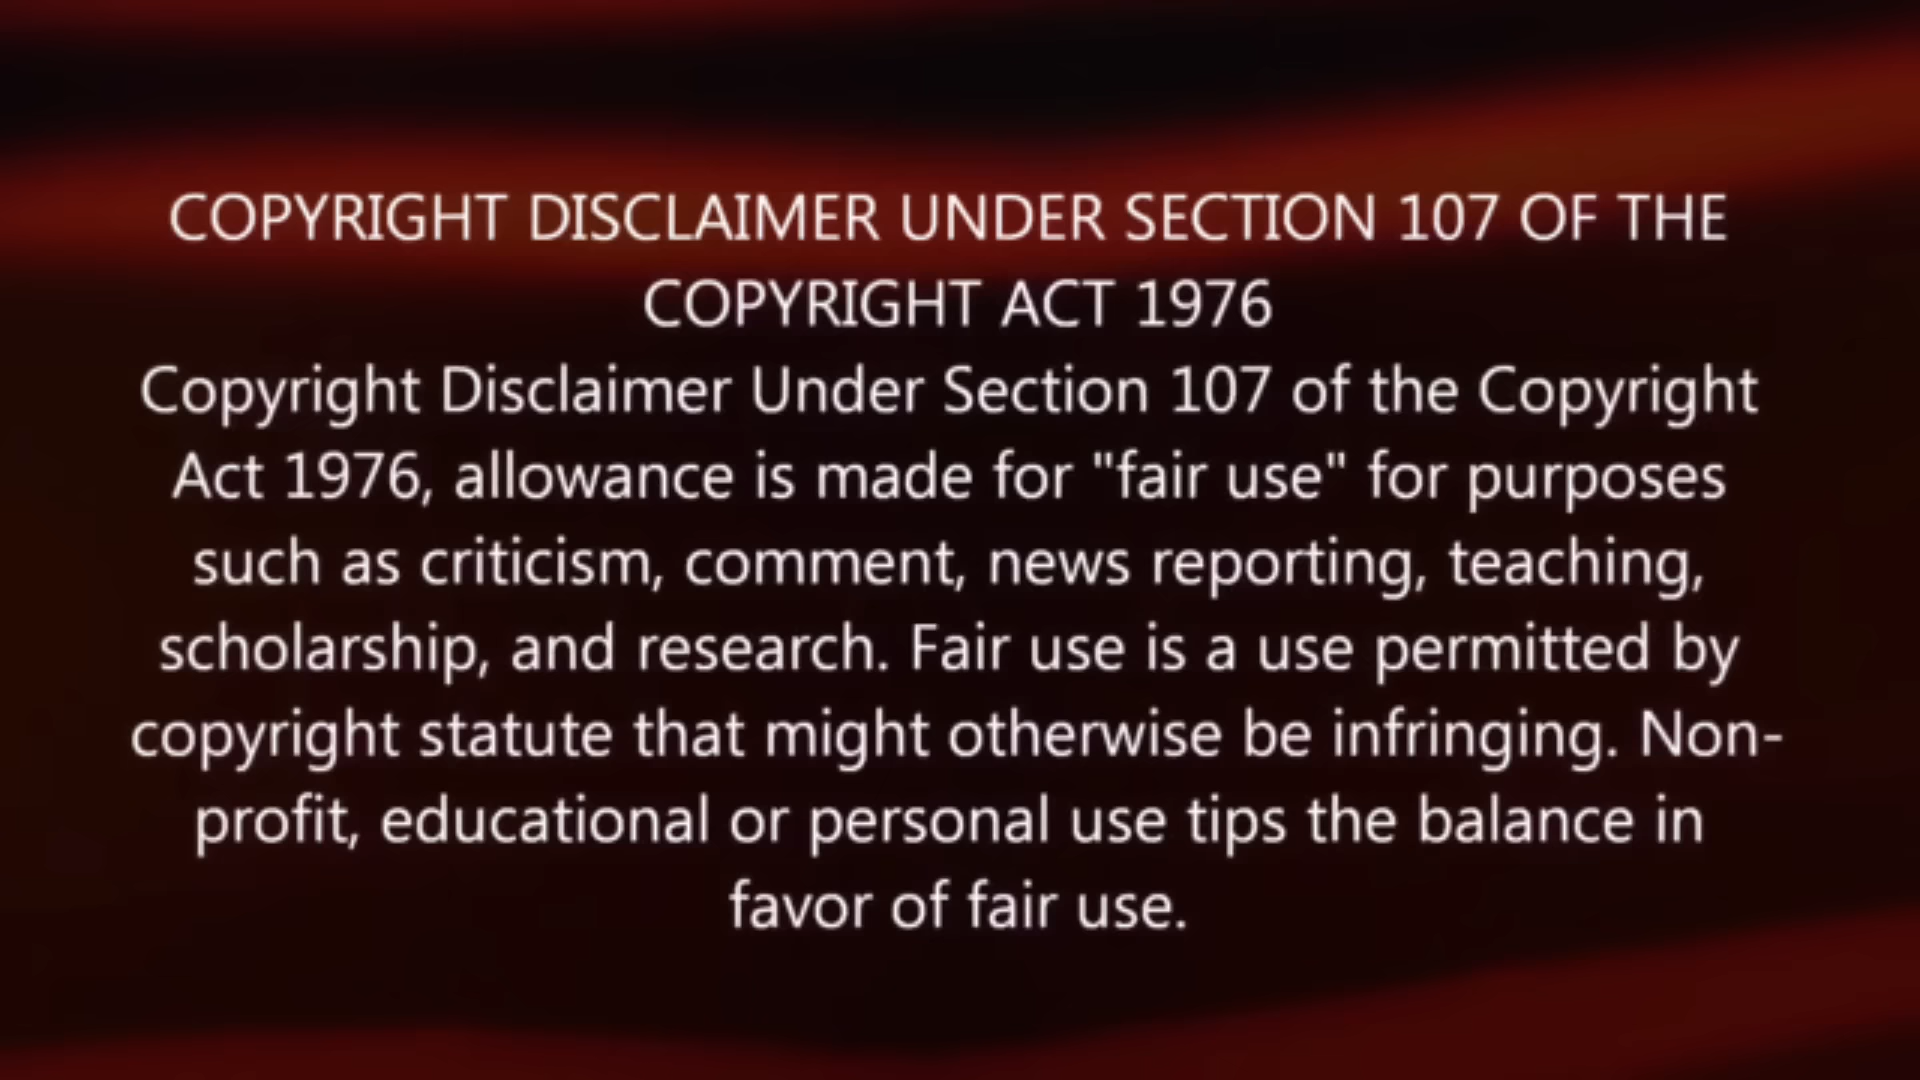 COPYRIGHT DISCLAIMER UNDER SECTION 107 OF THE
COPYRIGHT ACT 1976
Copyright Disclaimer Under Section 107 of the Copyright
Act 1976, allowance is made for "fair use" for purposes
such as criticism, comment, news reporting, teaching,
scholarship, and research. Fair use is a use permitted by
copyright statute that might otherwise be infringing. Non-
profit, educational or personal use tips the balance in
favor of fair use.